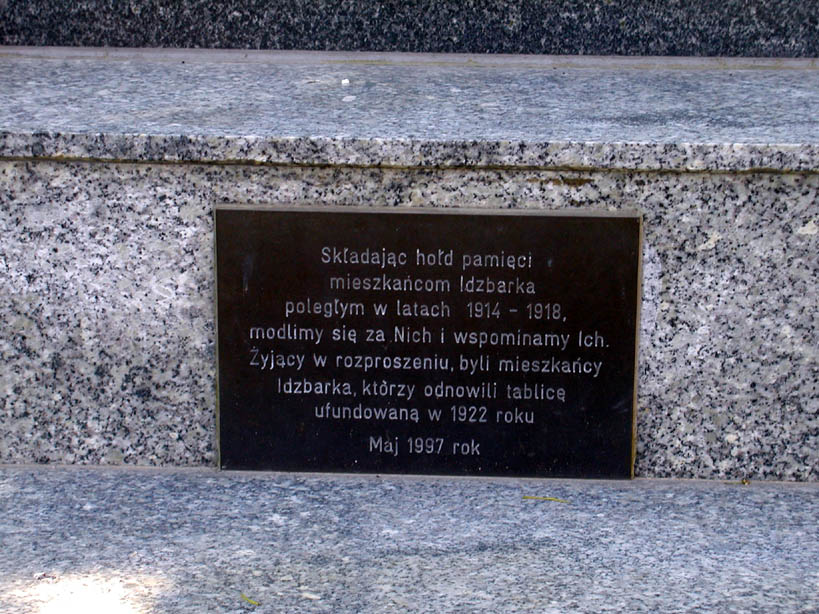 Składając hołd pamięci
mieszkańcom Idzbarka
poległym w latach 1914 - 1918,
modlimy się za Nich i wspominamy Ich.
Żyjący w rozproszeniu, byli mieszkańcy
Idzbarka, którzy odnowili tablicę
ufundowaną w 1922 roku
Maj 1997 rok